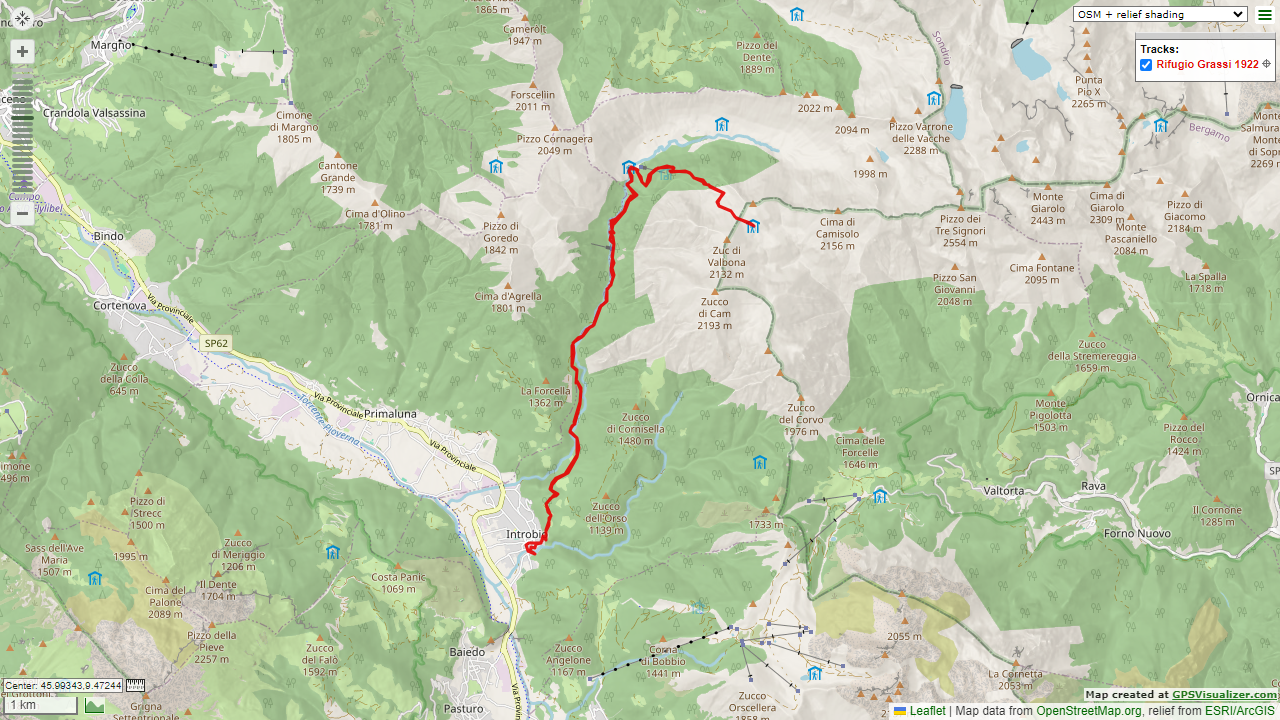 1865 m
Camerolt
1947 m
OSM + relief shading
Tracks:
Rifugio Grassi 1922
Margno
Pizzo del
Dente
1889 m
Sondrio
Punta
Pio X
2265 m
Forscellin
2011 m
2022 m
Crandola Valsassina
Cimone
di Margno
1805 m
Pizzo Cornagera
2049 m
2094 m
Pizzo Varrone
delle Vacche
2288 m
Bergamo
Monte
2269 m
Cantone
Grande
1739 m
1998 m
Campo
Cima d'Olino
1781 m
Pizzo di
Goredo
1842 m
Cima di
Camisolo
2156 m
Pizzo dei
Tre Signori
2554 m
Monte
Giarolo
2443 m
Cima di
Giarolo
2309 m
Pizzo di
Giacomo
2184 m
Monte
Pascaniello
2084 m
Bindo
Zuc di
Valbona
2132 m
Cima Fontane
2095 m
Pizzo San
Giovanni
2048 m
La Spalla
1718 m
Cortenova
Via Provinciale
Cima d'Agrella
1801 m
Zucco
di Cam
2193 m
SP62
Zucco
della Stremereggia
1659 m
Zucco
della Colla
645 m
La Forcella
1362 m
Via Provinciale
Torrente Pioverna
Primaluna
Zucco
di Cornisella
1480 m
Zucco
del Corvo
1976 m
Monte
Pigolotta
1503 m
Pizzo del
Rocco
1424 m
Via Provinciale
Cima delle
Forcelle
1646 m
Pizzo di
Strecc
1500 m
Valtorta
Rava
Il Cornone
1285 m
Zucco
dell'Orso
1139 m
1733 m
Introbio
Forno Nuovo
Sass dell'Ave
Maria
1507 m
1995 m
Zucco
di Meriggio
1206 m
Il Dente
1704 m
Costa Panic
1069 m
Cima del
Palone
2089 m
Pizzo della
Pieve
2257 m
Zucco
del Falò
1592 m
Baiedo
Zucco
Angelone
1167 m
Corna
di Bobbio
1441 m
2055 m
La Cornetta
2053 m
Center: 45.99343,9.47244
1 km
Grigna
Settentrionale
Pasturo
Zucco
Orscellera
1858 m
Map created at GPSVisualizer.com
Leaflet | Map data from OpenStreetMap.org, relief from ESRI/ArcGIS